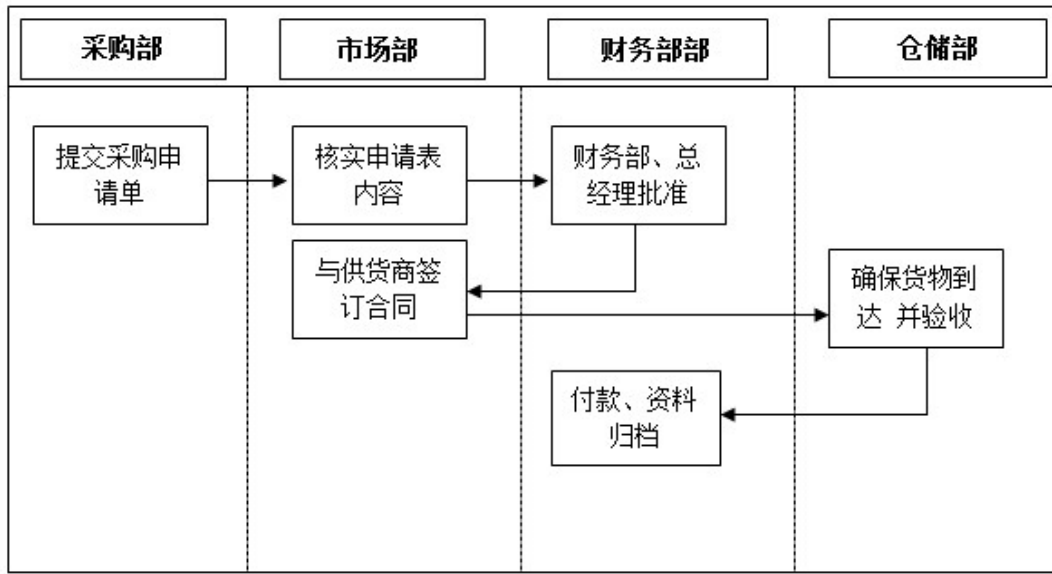 采购部
市场部
财务部部
仓储部
提交采购申
请单
核实申请表
内容
财务部、总
经理批准
与供货商签
订合同
确保货物到
达 并验收
付款、资料
归档